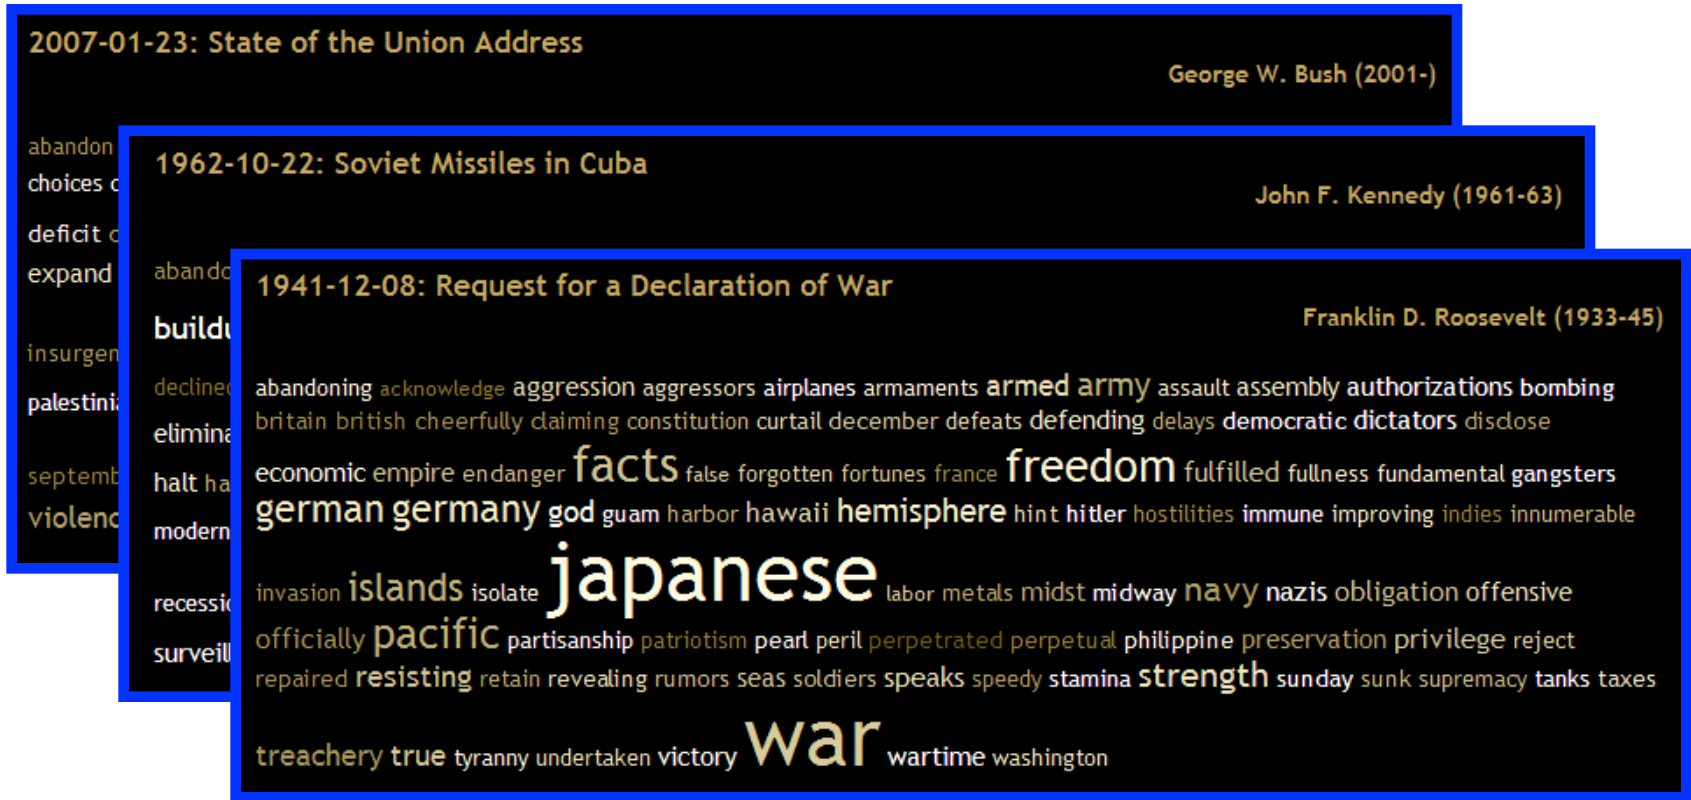 2007-01-23: State of the Union Address
George W. Bush (2001-)
abandon
choices
deficit
expand
insurgen
palestini
septemb
violenc
1962-10-22: Soviet Missiles in Cuba
John F. Kennedy (1961-63)
abando
buildu
declined
elimina
halt ha
modern
recessio
surveill
1941-12-08: Request for a Declaration of War
Franklin D. Roosevelt (1933-45)
abandoning acknowledge aggression aggressors airplanes armaments armed army assault assembly authorizations bombing
britain british cheerfully claiming constitution curtail december defeats defending delays democratic dictators disclose
economic empire endanger facts false forgotten fortunes france freedom fulfilled fullness fundamental gangsters
german germany god guam harbor hawaii hemisphere hint hitler hostilities immune improving indies innumerable
invasion islands isolate japanese labor metals midst midway navy nazis obligation offensive
officially pacific partisanship patriotism pearl peril perpetrated perpetual philippine preservation privilege reject
repaired resisting retain revealing rumors seas soldiers speaks speedy stamina strength sunday sunk supremacy tanks taxes
treachery true tyranny undertaken victory war wartime washington